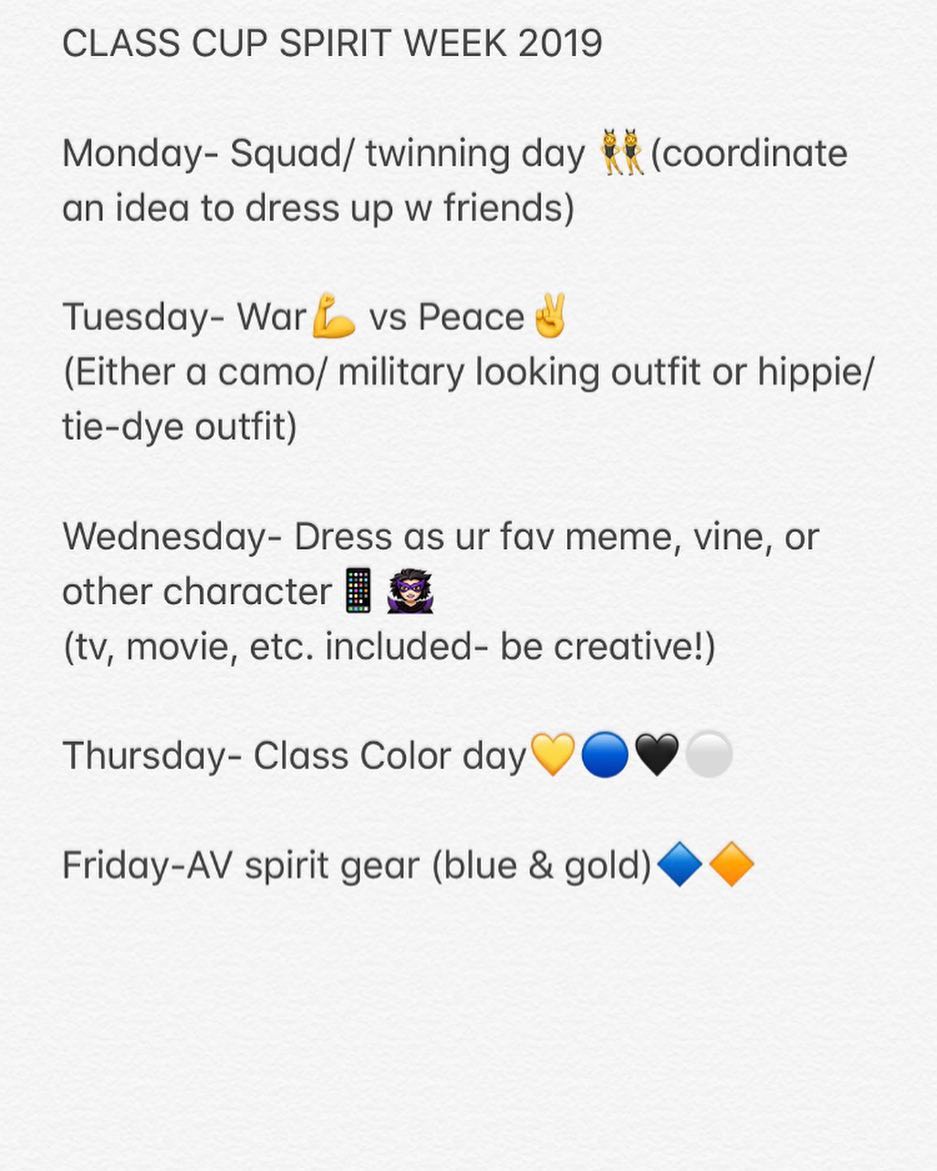 CLASS CUP SPIRIT WEEK 2019
Monday- Squad/ twinning day 👯(coordinate
an idea to dress up w friends)
Tuesday- War💪 vs Peace✌️
(Either a camo/ military looking outfit or hippie/
tie-dye outfit)
Wednesday- Dress as ur fav meme, vine, or
other character📱🦹🏻‍♀️
(tv, movie, etc. included- be creative!)
Thursday- Class Color day💛🔵🖤⚪
Friday-AV spirit gear (blue & gold)🔷🔶